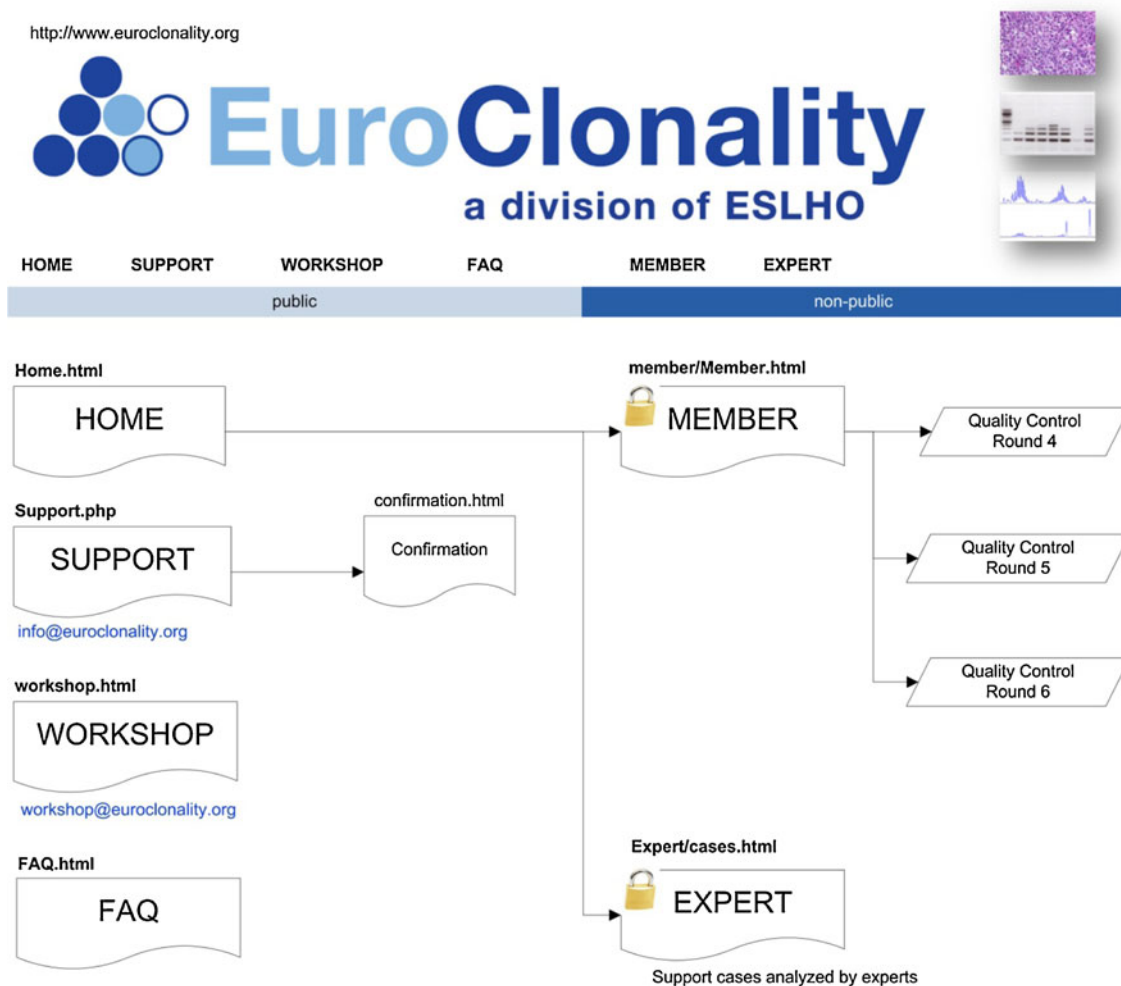 http://www.euroclonality.org
EuroClonality
a division of ESLHO
HOME SUPPORT WORKSHOP FAQ MEMBER EXPERT
public non-public
Home.html
HOME
member/Member.html
MEMBER
Quality Control
Round 4
Support.php
SUPPORT
info@euroclonality.org
confirmation.html
Confirmation
Quality Control
Round 5
workshop.html
WORKSHOP
workshop@euroclonality.org
Quality Control
Round 6
FAQ.html
FAQ
Expert/cases.html
EXPERT
Support cases analyzed by experts